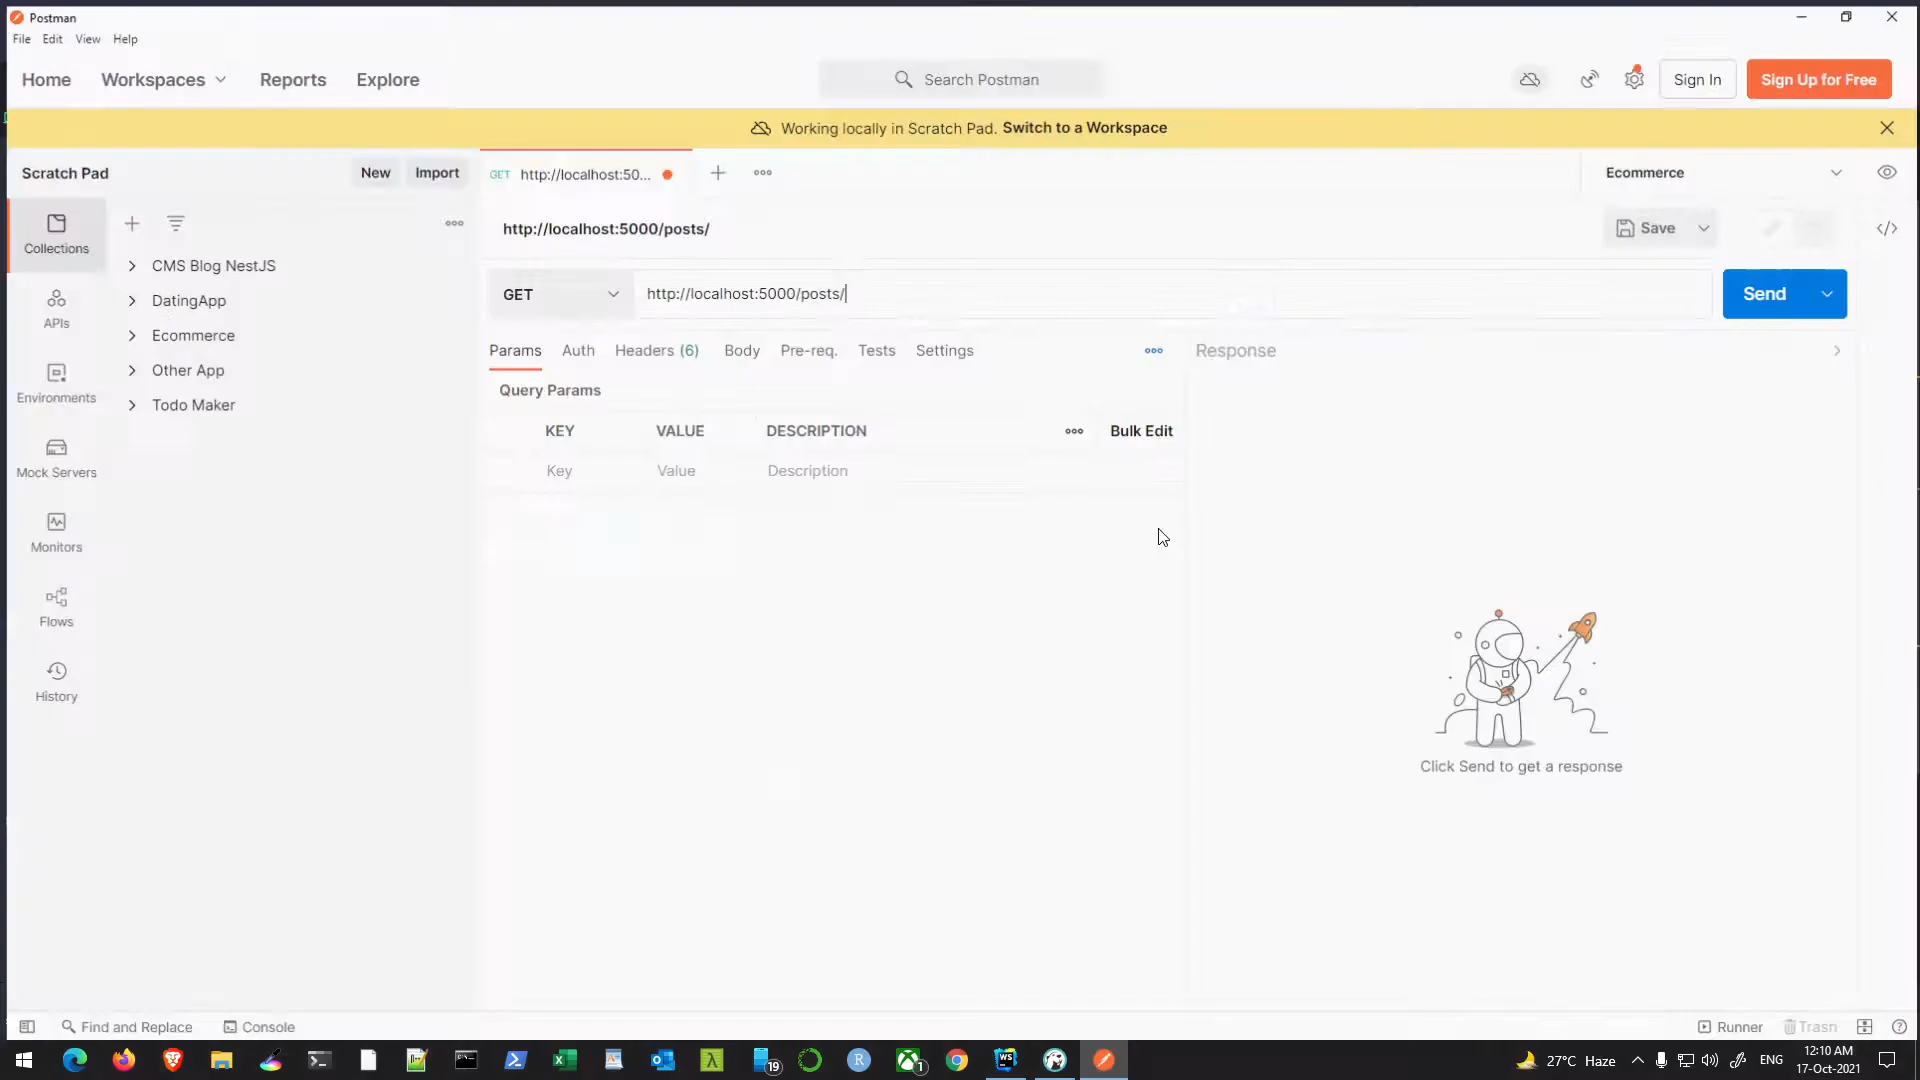 Postman
File Edit View Help
Home Workspaces Reports Explore
Search Postman
Sign In
Sign Up for Free
Working locally in Scratch Pad. Switch to a Workspace
Scratch Pad New Import
GET http://localhost:50...
Ecommerce
Collections
APIs
Environments
Mock Servers
Monitors
Flows
History
CMS Blog NestJS
DatingApp
Ecommerce
Other App
Todo Maker
http://localhost:5000/posts/
Save
GET http://localhost:5000/posts/
Send
Params Auth Headers (6) Body Pre-req. Tests Settings
Query Params
KEY VALUE DESCRIPTION Bulk Edit
Key Value Description
Response
Click Send to get a response
Find and Replace Console
Runner Trash
19
R
1
WS
27°C Haze
ENG
12:10 AM
17-Oct-2021